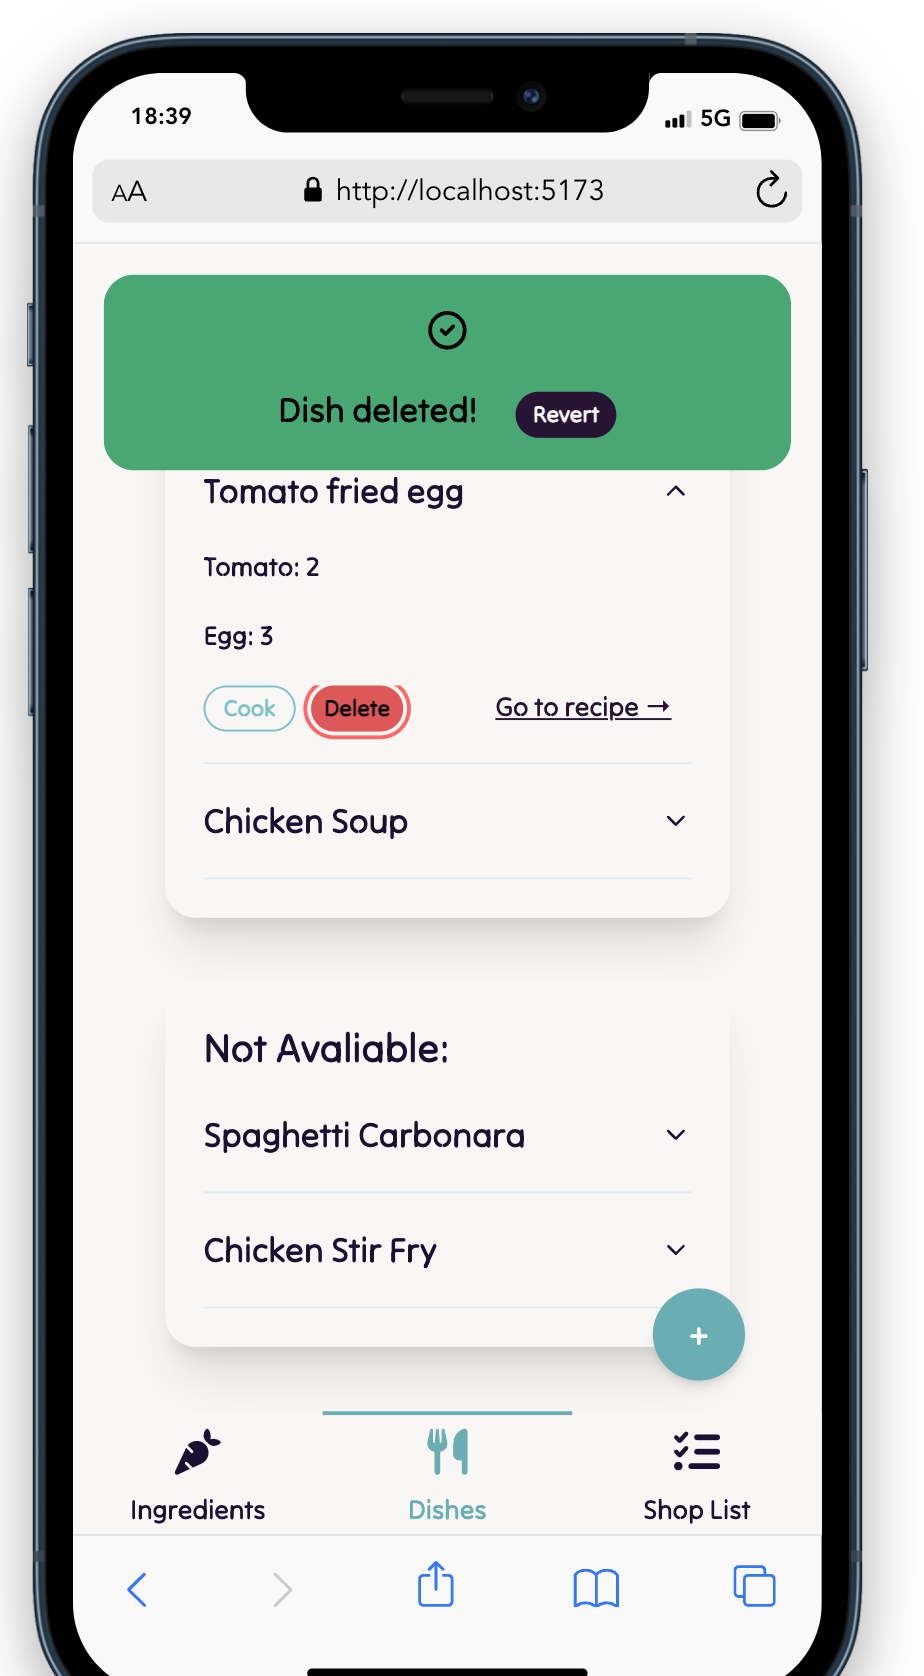 18:39
5G
AA
http://localhost:5173
Dish deleted! Revert
Tomato fried egg
Tomato: 2
Egg: 3
Cook Delete Go to recipe →
Chicken Soup
Not Avaliable:
Spaghetti Carbonara
Chicken Stir Fry
+
Ingredients Dishes Shop List